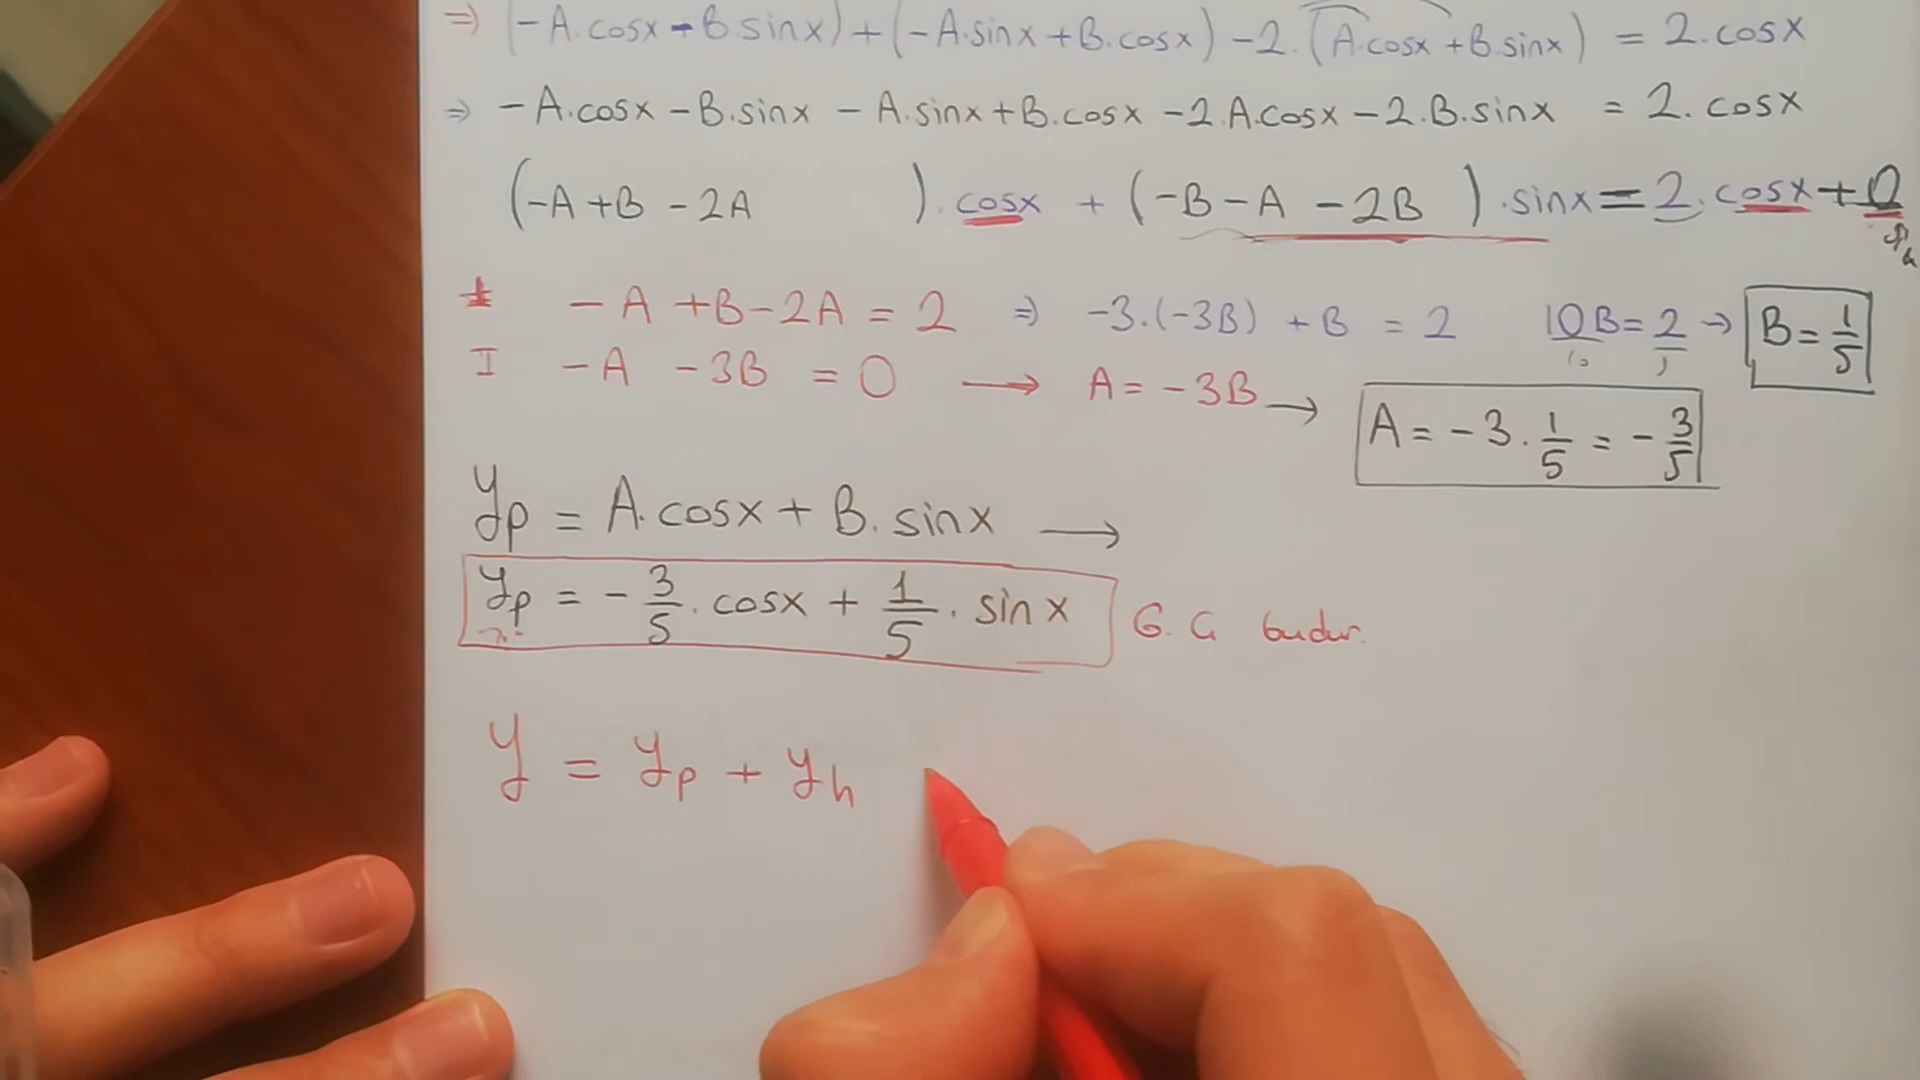 ⇒ (-A.cosx-B.sinx)+(-A.sinx+B.cosx)-2.(A.cosx+B.sinx) = 2.cosx
⇒ -A.cosx-B.sinx-A.sinx+B.cosx-2.A.cosx-2.B.sinx = 2.cosx
(-A+B-2A ).cosx + (-B-A-2B ).sinx=2.cosx+0
-A+B-2A=2 ⇒ -3.(-3B)+B=2 10B=2 → B=1/5
I -A-3B=0 → A=-3B → A=-3.1/5=-3/5
yp = A.cosx+B.sinx →
yp = -3/5.cosx+1/5.sinx
y = yp+yh